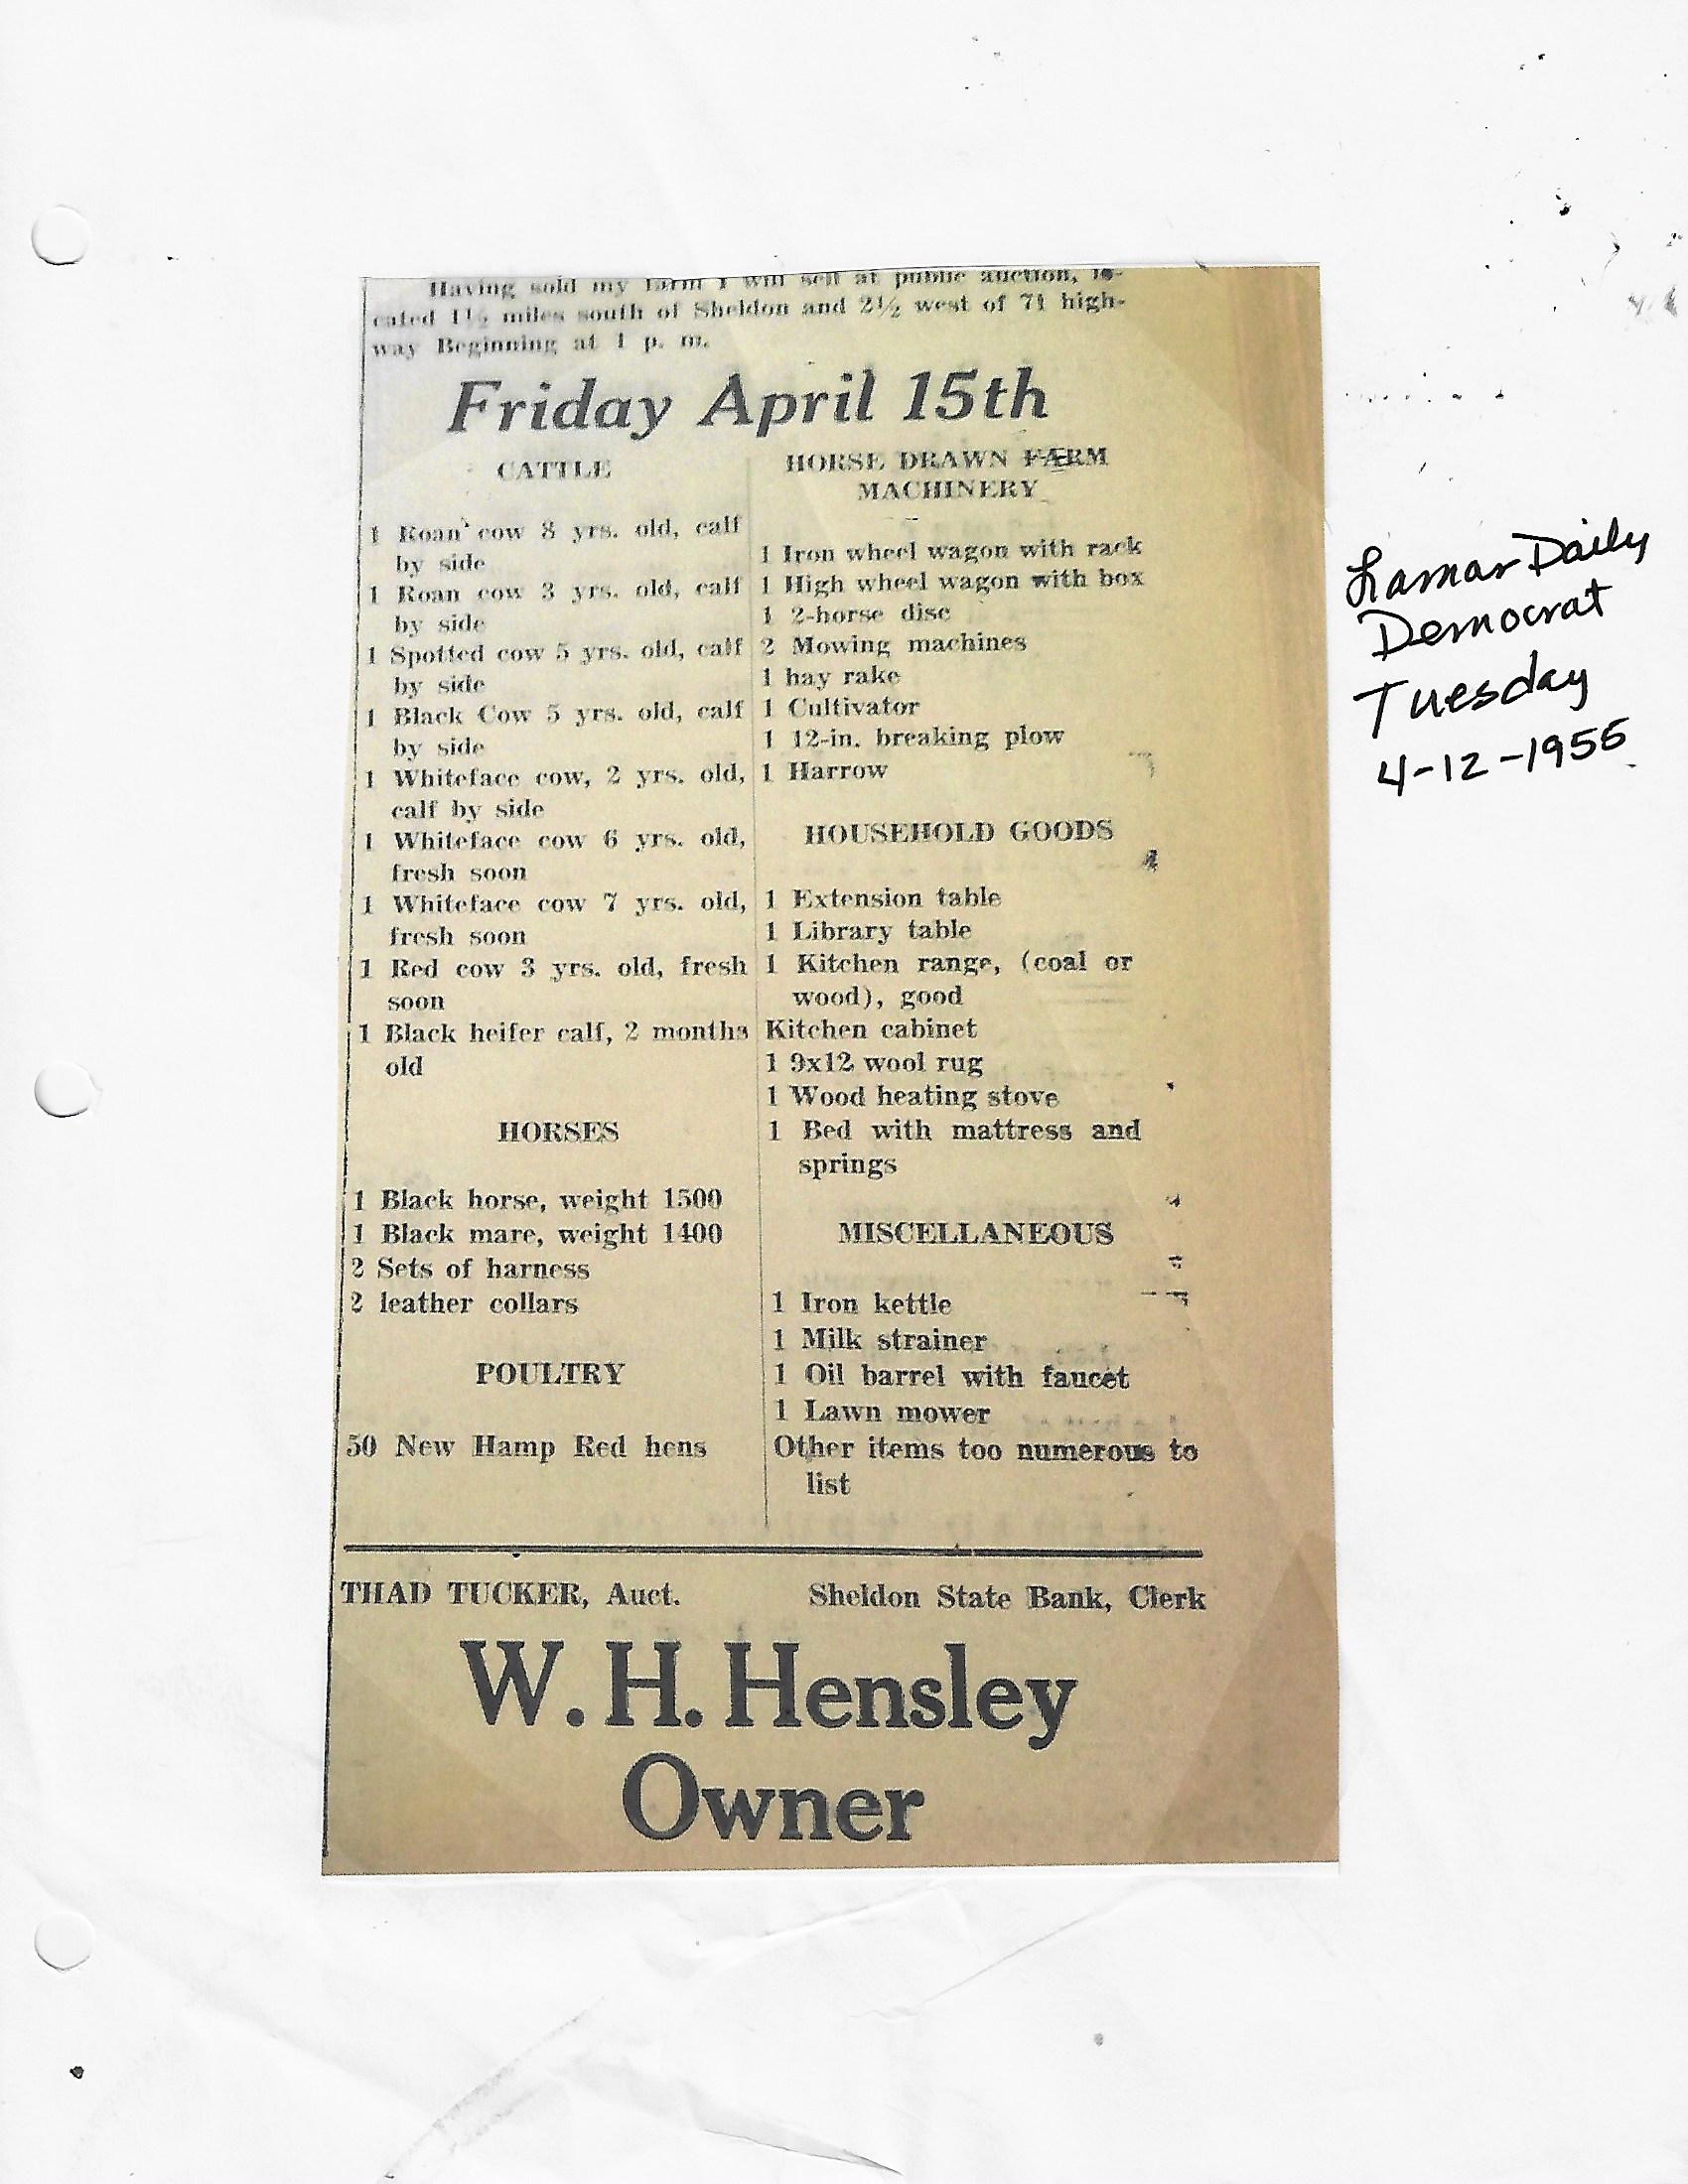 Having sold my farm I will sell at public auction, lo-
cated 1½ miles south of Sheldon and 2½ west of 71 high-
way Beginning at 1 p. m.
Friday April 15th
CATTLE
1 Roan cow 8 yrs. old, calf
by side
1 Roan cow 3 yrs. old, calf
by side
1 Spotted cow 5 yrs. old, calf
by side
1 Black Cow 5 yrs. old, calf
by side
1 Whiteface cow, 2 yrs. old,
calf by side
1 Whiteface cow 6 yrs. old,
fresh soon
1 Whiteface cow 7 yrs. old,
fresh soon
1 Red cow 3 yrs. old, fresh
soon
1 Black heifer calf, 2 months
old
HORSES
1 Black horse, weight 1500
1 Black mare, weight 1400
2 Sets of harness
2 leather collars
POULTRY
50 New Hamp Red hens
HORSE DRAWN FARM
MACHINERY
1 Iron wheel wagon with rack
1 High wheel wagon with box
1 2-horse disc
2 Mowing machines
1 hay rake
1 Cultivator
1 12-in. breaking plow
1 Harrow
HOUSEHOLD GOODS
1 Extension table
1 Library table
1 Kitchen range, (coal or
wood), good
Kitchen cabinet
1 9x12 wool rug
1 Wood heating stove
1 Bed with mattress and
springs
MISCELLANEOUS
1 Iron kettle
1 Milk strainer
1 Oil barrel with faucet
1 Lawn mower
Other items too numerous to
list
THAD TUCKER, Auct. Sheldon State Bank, Clerk
W. H. Hensley
Owner
Lamar Daily
Democrat
Tuesday
4-12-1955